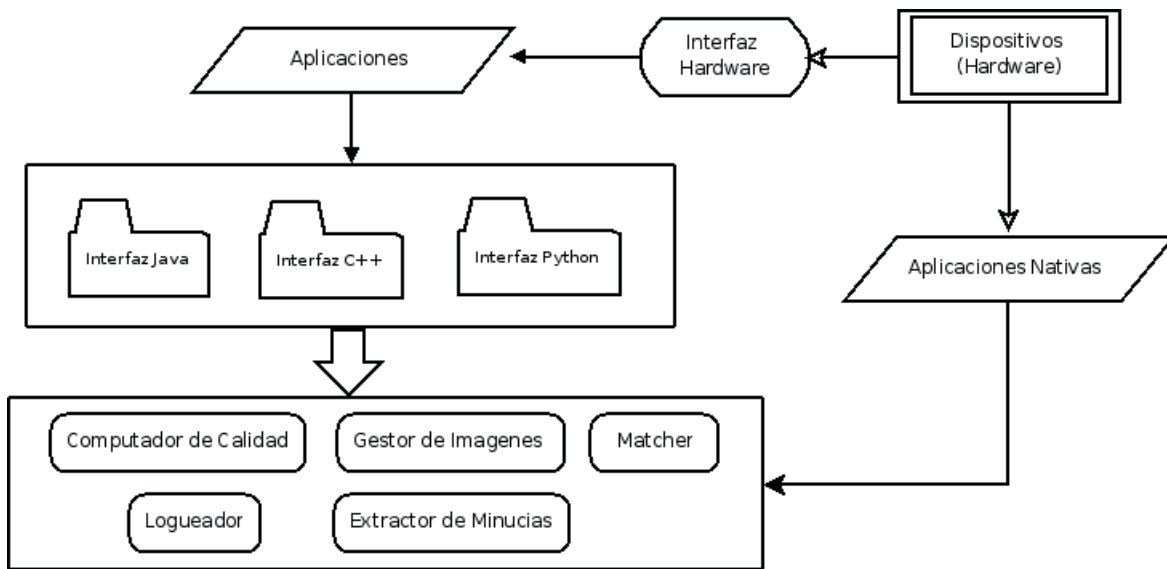 Aplicaciones
Interfaz
Hardware
Dispositivos
(Hardware)
Interfaz Java
Interfaz C++
Interfaz Python
Aplicaciones Nativas
Computador de Calidad
Gestor de Imagenes
Matcher
Logueador
Extractor de Minucias